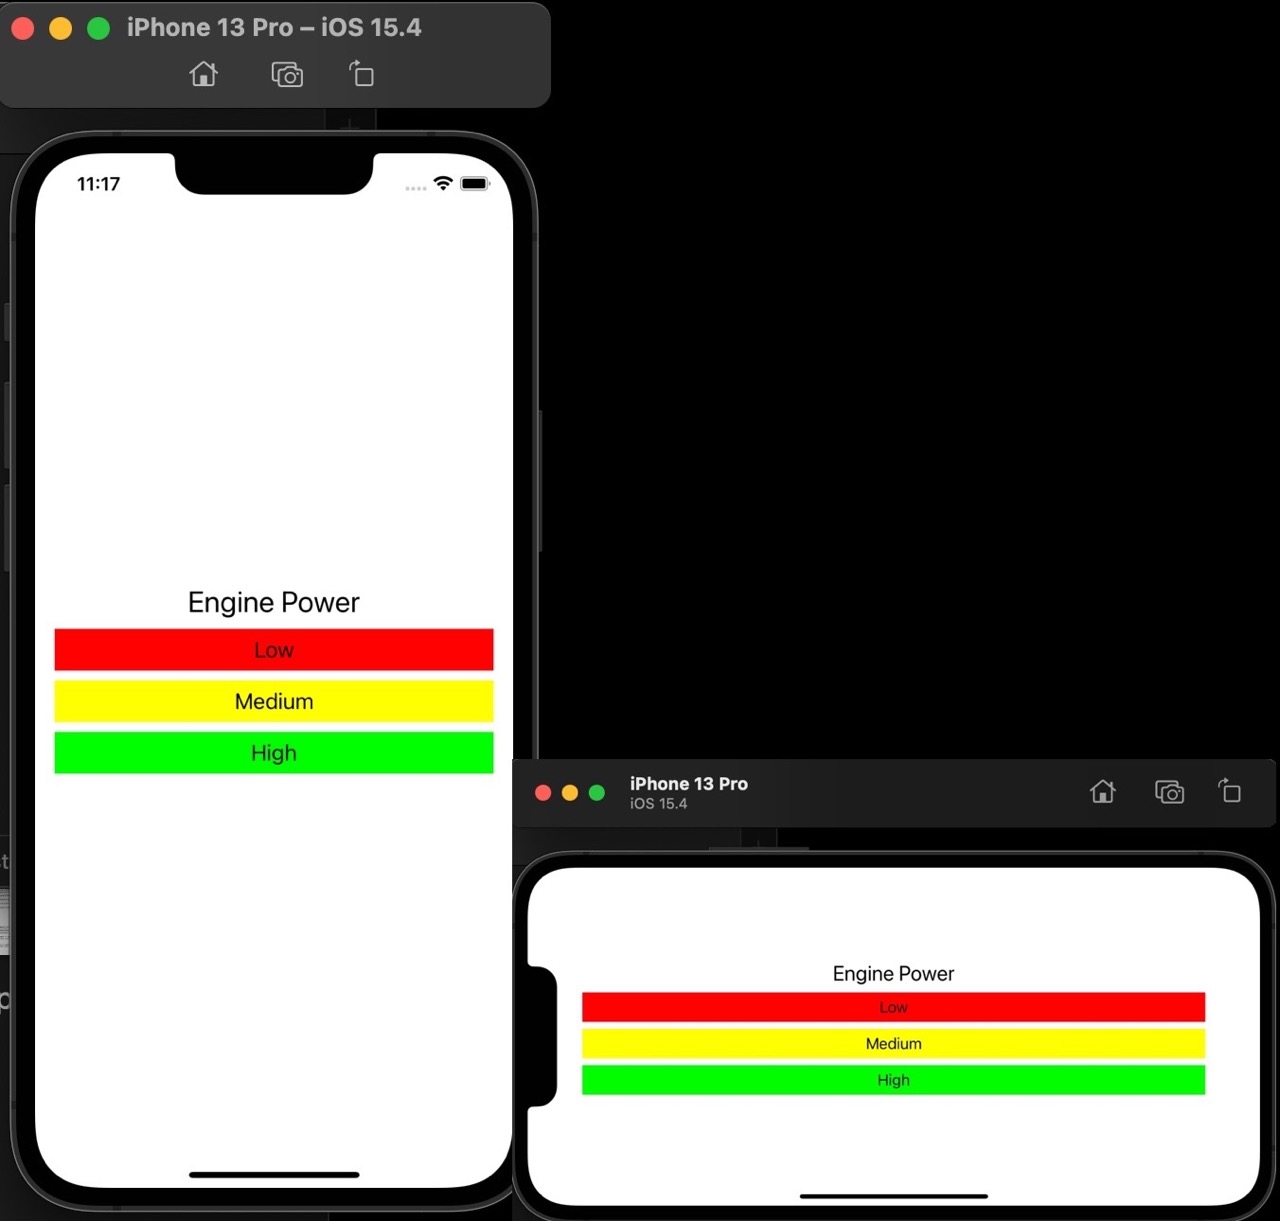 iPhone 13 Pro – iOS 15.4
11:17
Engine Power
Low
Medium
High
iPhone 13 Pro
iOS 15.4
Engine Power
Low
Medium
High